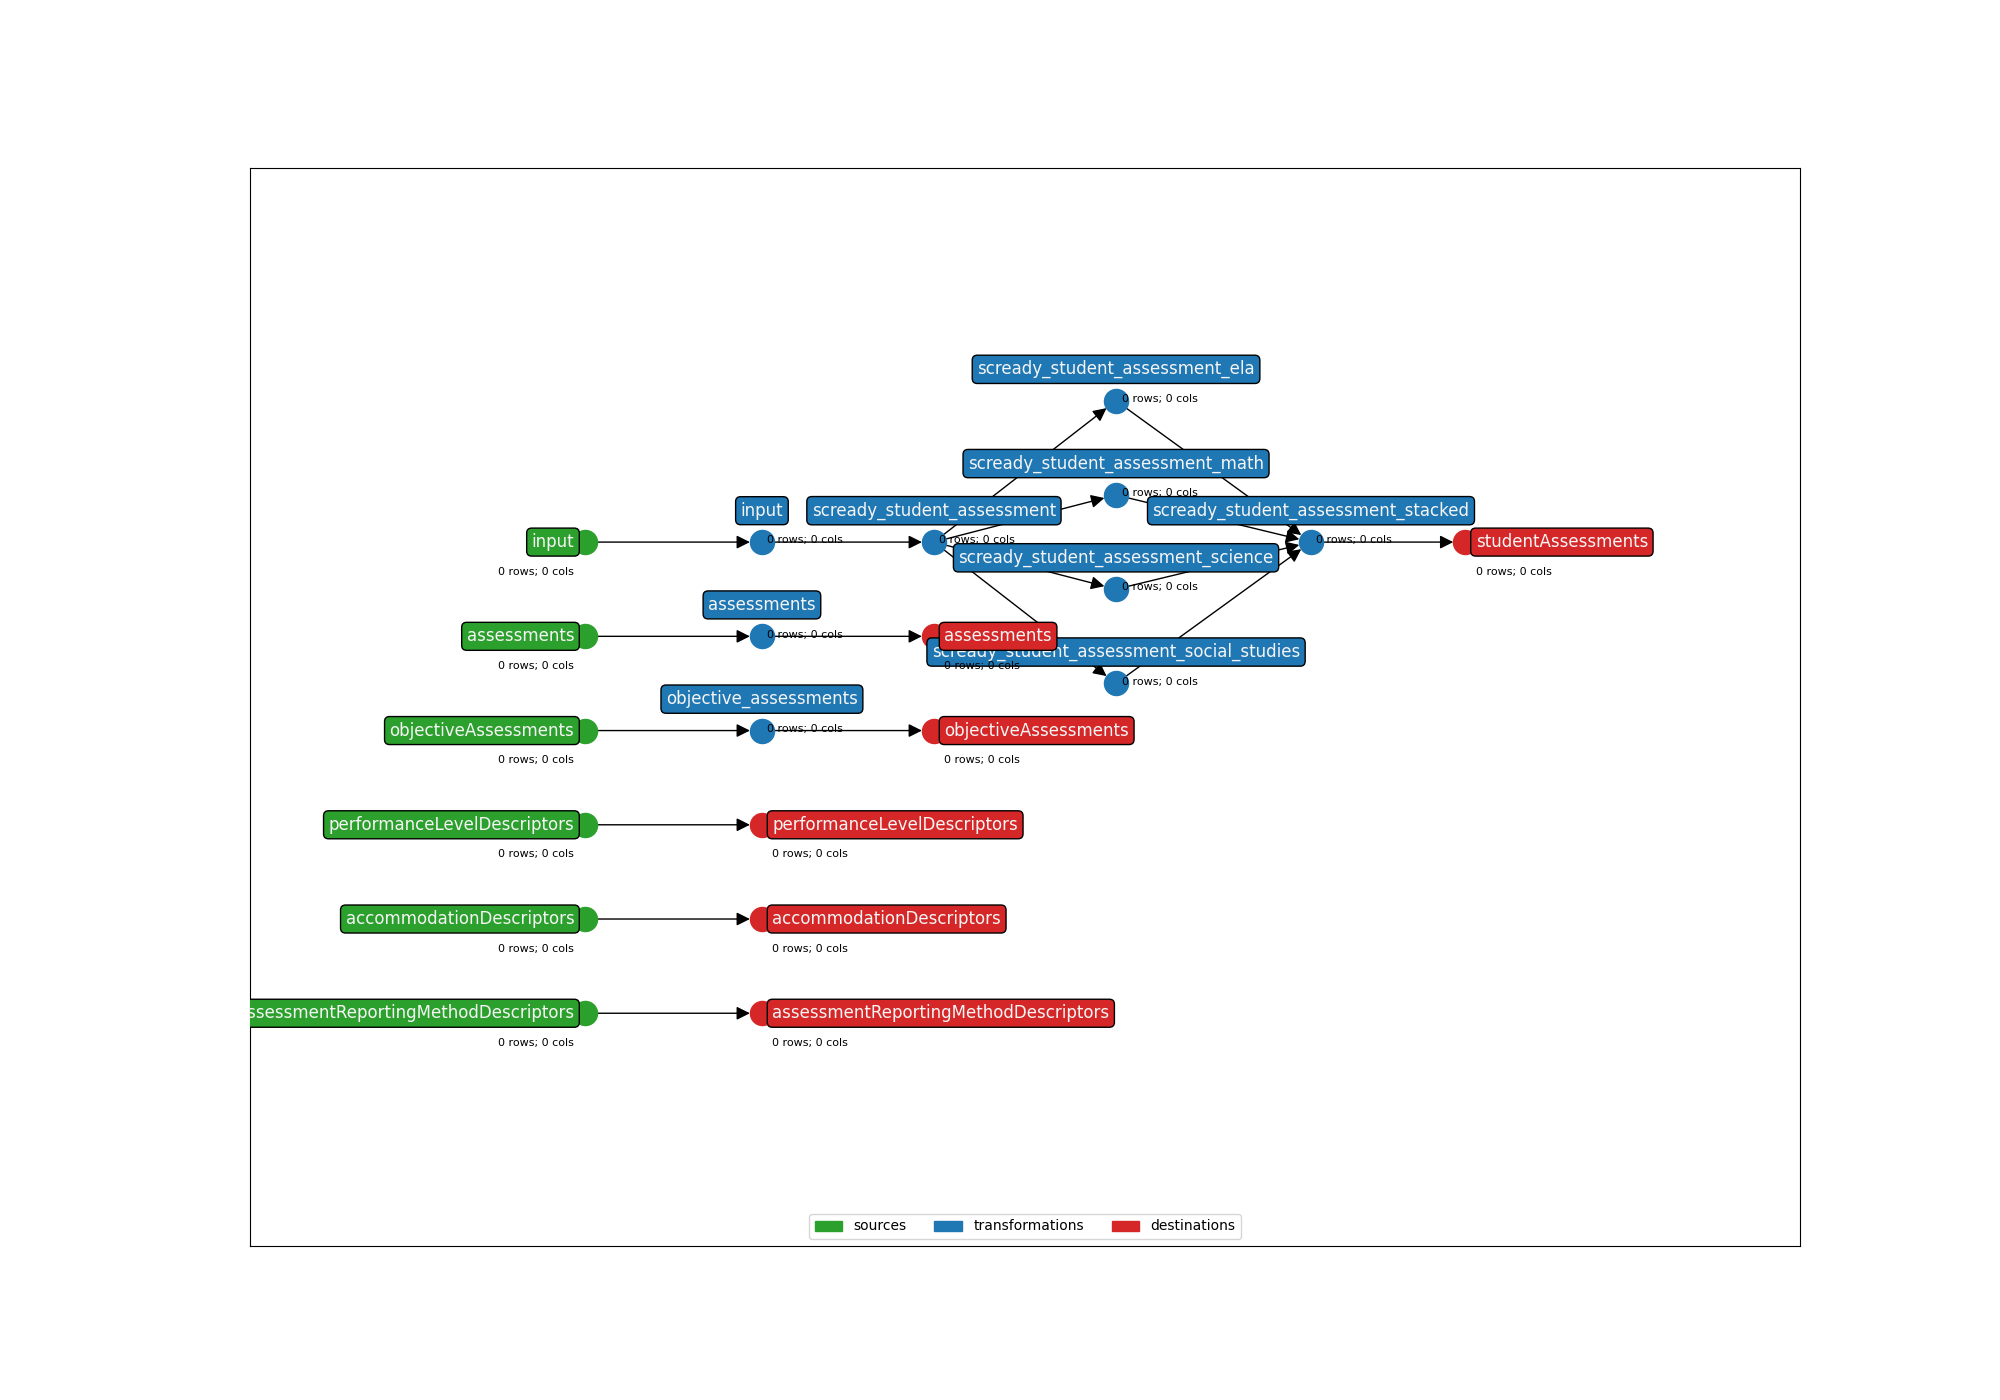 scready_student_assessment_ela
0 rows; 0 cols
scready_student_assessment_math
0 rows; 0 cols
input
scready_student_assessment
scready_student_assessment_stacked
input
0 rows; 0 cols
0 rows; 0 cols
0 rows; 0 cols
studentAssessments
0 rows; 0 cols
0 rows; 0 cols
scready_student_assessment_science
0 rows; 0 cols
assessments
assessments
0 rows; 0 cols
assessments
0 rows; 0 cols
0 rows; 0 cols
scready_student_assessment_social_studies
0 rows; 0 cols
objective_assessments
objectiveAssessments
0 rows; 0 cols
objectiveAssessments
0 rows; 0 cols
0 rows; 0 cols
performanceLevelDescriptors
performanceLevelDescriptors
0 rows; 0 cols
0 rows; 0 cols
accommodationDescriptors
accommodationDescriptors
0 rows; 0 cols
0 rows; 0 cols
ssessmentReportingMethodDescriptors
assessmentReportingMethodDescriptors
0 rows; 0 cols
0 rows; 0 cols
sources
transformations
destinations